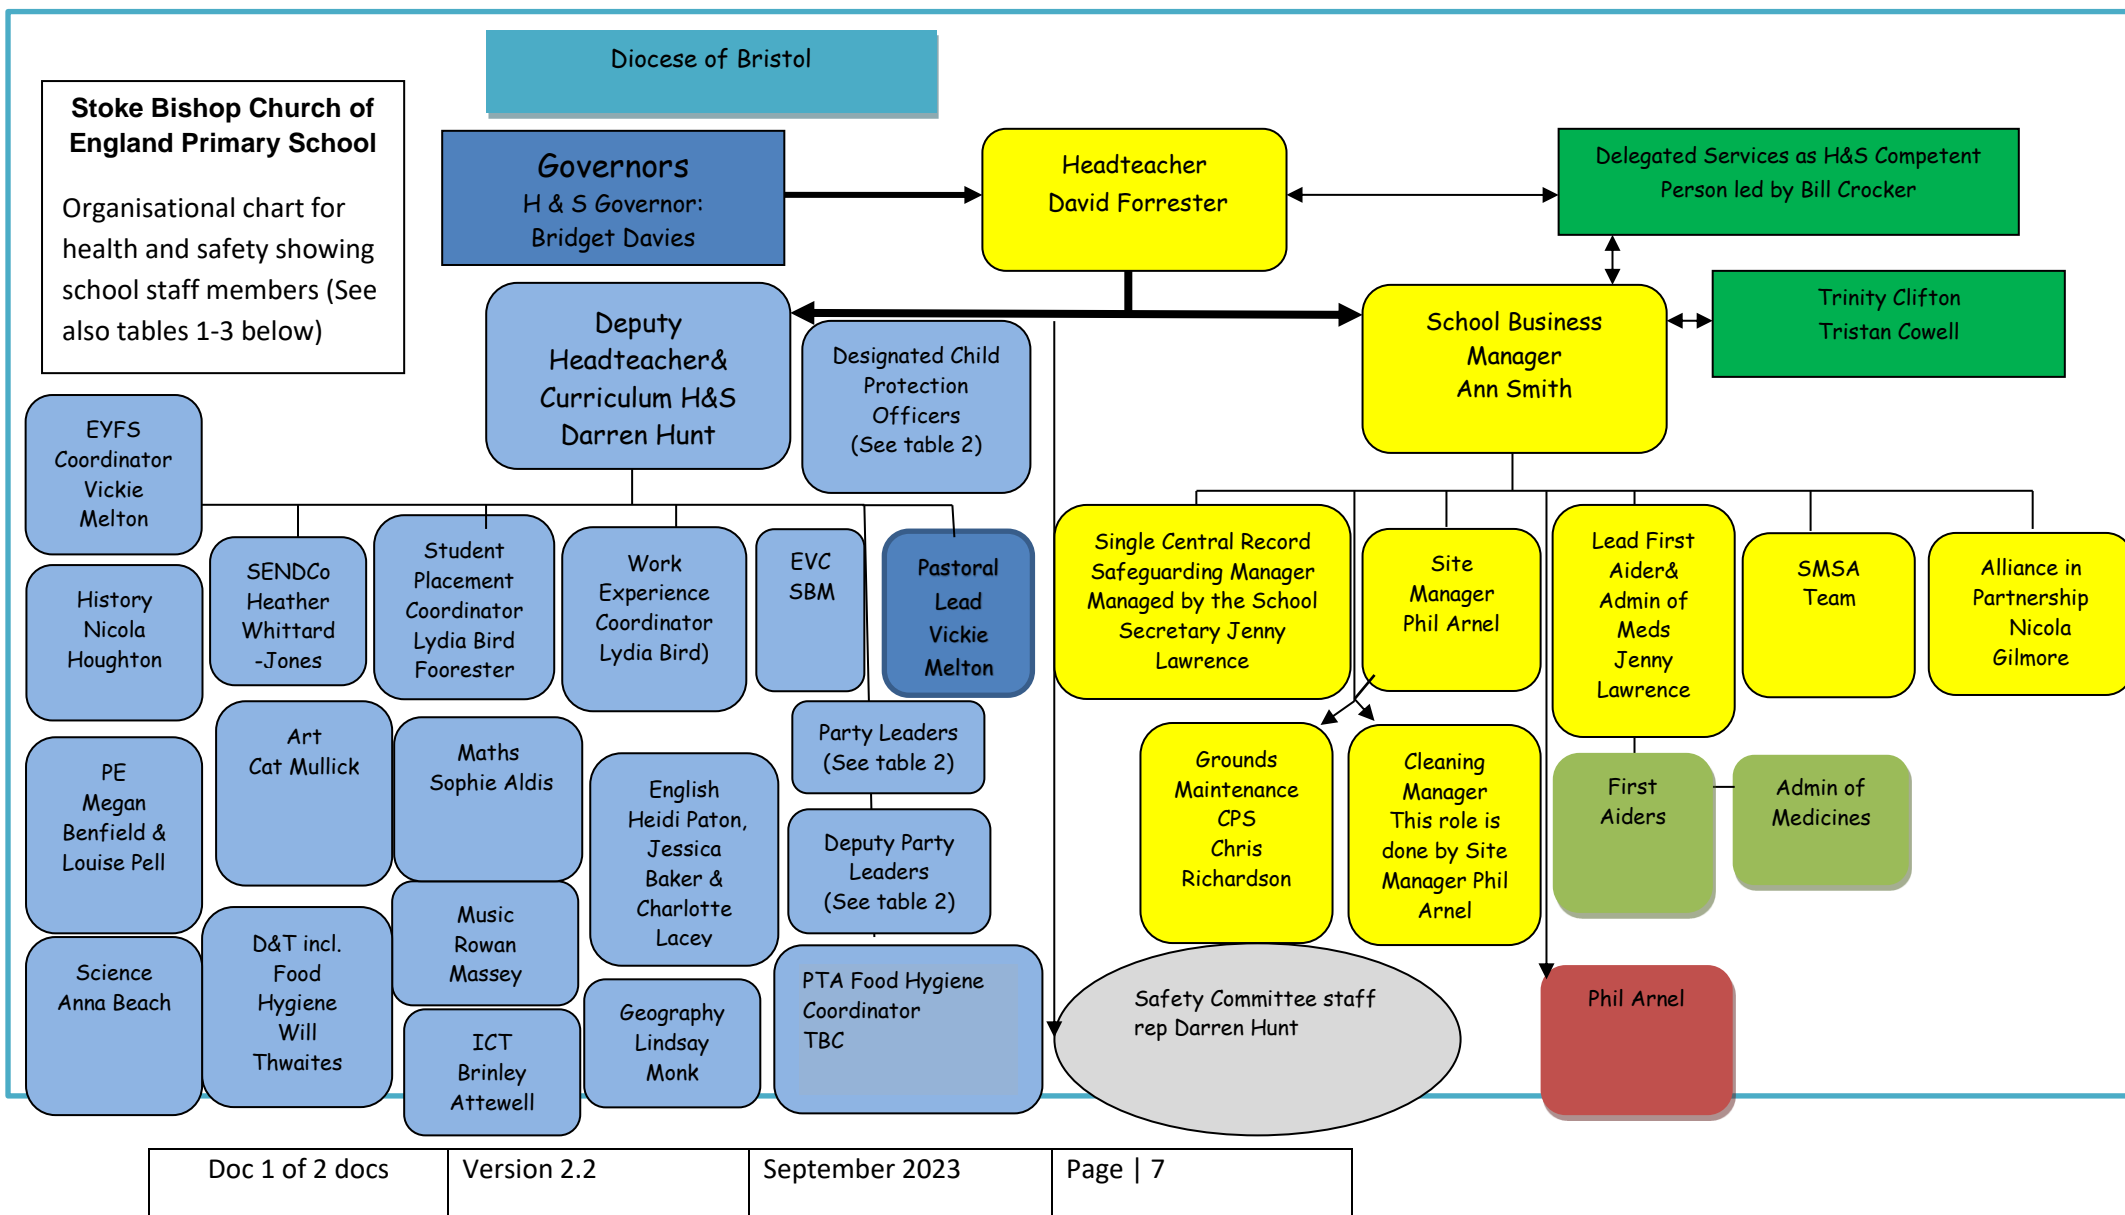 Diocese of Bristol
Stoke Bishop Church of
England Primary School
Organisational chart for
health and safety showing
school staff members (See
also tables 1-3 below)
Governors
H & S Governor:
Bridget Davies
Headteacher
David Forrester
Delegated Services as H&S Competent
Person led by Bill Crocker
Deputy
Headteacher&
Curriculum H&S
Darren Hunt
Designated Child
Protection
Officers
(See table 2)
School Business
Manager
Ann Smith
Trinity Clifton
Tristan Cowell
EYFS
Coordinator
Vickie
Melton
History
Nicola
Houghton
SENDCo
Heather
Whittard
-Jones
Student
Placement
Coordinator
Lydia Bird
Foorester
Work
Experience
Coordinator
Lydia Bird)
EVC
SBM
Pastoral
Lead
Vickie
Melton
Single Central Record
Safeguarding Manager
Managed by the School
Secretary Jenny
Lawrence
Site
Manager
Phil Arnel
Lead First
Aider&
Admin of
Meds
Jenny
Lawrence
SMSA
Team
Alliance in
Partnership
Nicola
Gilmore
PE
Megan
Benfield &
Louise Pell
Art
Cat Mullick
Maths
Sophie Aldis
English
Heidi Paton,
Jessica
Baker &
Charlotte
Lacey
Party Leaders
(See table 2)
Deputy Party
Leaders
(See table 2)
Grounds
Maintenance
CPS
Chris
Richardson
Cleaning
Manager
This role is
done by Site
Manager Phil
Arnel
First
Aiders
Admin of
Medicines
Science
Anna Beach
D&T incl.
Food
Hygiene
Will
Thwaites
Music
Rowan
Massey
ICT
Brinley
Attewell
Geography
Lindsay
Monk
PTA Food Hygiene
Coordinator
TBC
Safety Committee staff
rep Darren Hunt
Phil Arnel
Doc 1 of 2 docs
Version 2.2
September 2023
Page | 7